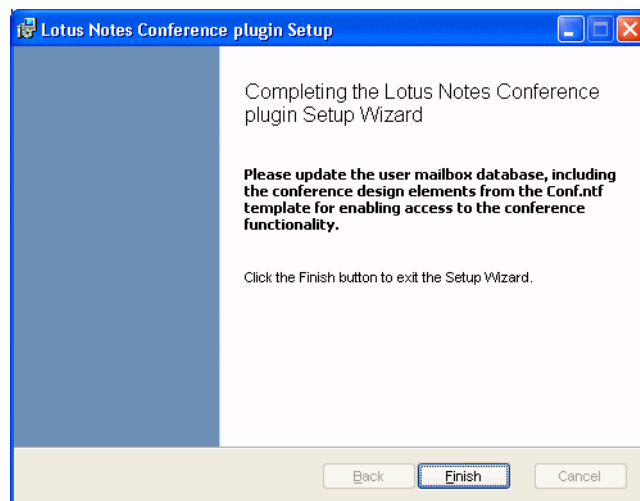 Lotus Notes Conference plugin Setup
Completing the Lotus Notes Conference
plugin Setup Wizard
Please update the user mailbox database, including
the conference design elements from the Conf.ntf
template for enabling access to the conference
functionality.
Click the Finish button to exit the Setup Wizard.
Back Finish Cancel